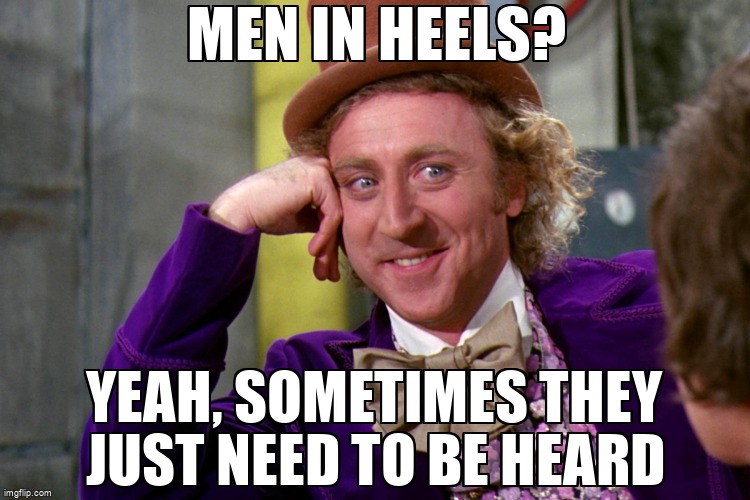 MEN IN HEELS?
YEAH, SOMETIMES THEY
JUST NEED TO BE HEARD
imgflip.com